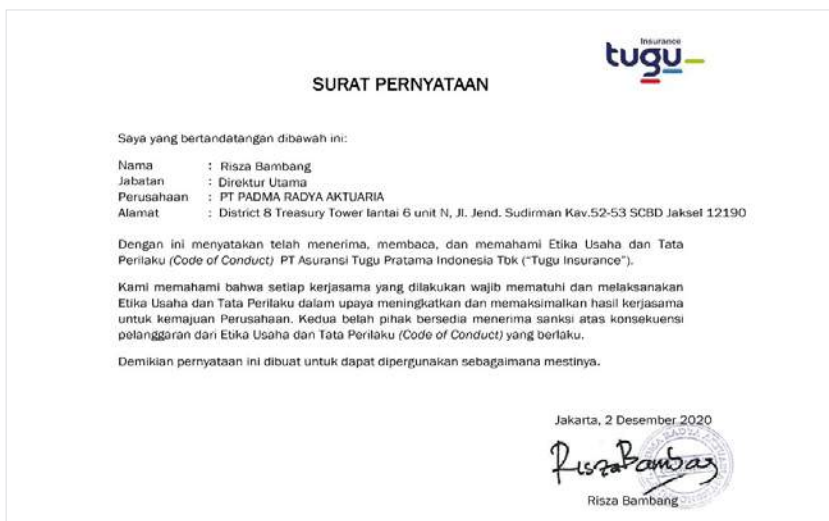 Insurance
tugu
SURAT PERNYATAAN
Saya yang bertandatangan dibawah ini:
Nama : Risza Bambang
Jabatan : Direktur Utama
Perusahaan : PT PADMA RADYA AKTUARIA
Alamat : District 8 Treasury Tower lantai 6 unit N, Jl. Jend. Sudirman Kav.52-53 SCBD Jaksel 12190
Dengan ini menyatakan telah menerima, membaca, dan memahami Etika Usaha dan Tata
Perilaku (Code of Conduct) PT Asuransi Tugu Pratama Indonesia Tbk ("Tugu Insurance").
Kami memahami bahwa setiap kerjasama yang dilakukan wajib mematuhi dan melaksanakan
Etika Usaha dan Tata Perilaku dalam upaya meningkatkan dan memaksimalkan hasil kerjasama
untuk kemajuan Perusahaan. Kedua belah pihak bersedia menerima sanksi atas konsekuensi
pelanggaran dari Etika Usaha dan Tata Perilaku (Code of Conduct) yang berlaku.
Demikian pernyataan ini dibuat untuk dapat dipergunakan sebagaimana mestinya.
Jakarta, 2 Desember 2020
Risza Bambang
Risza Bambang